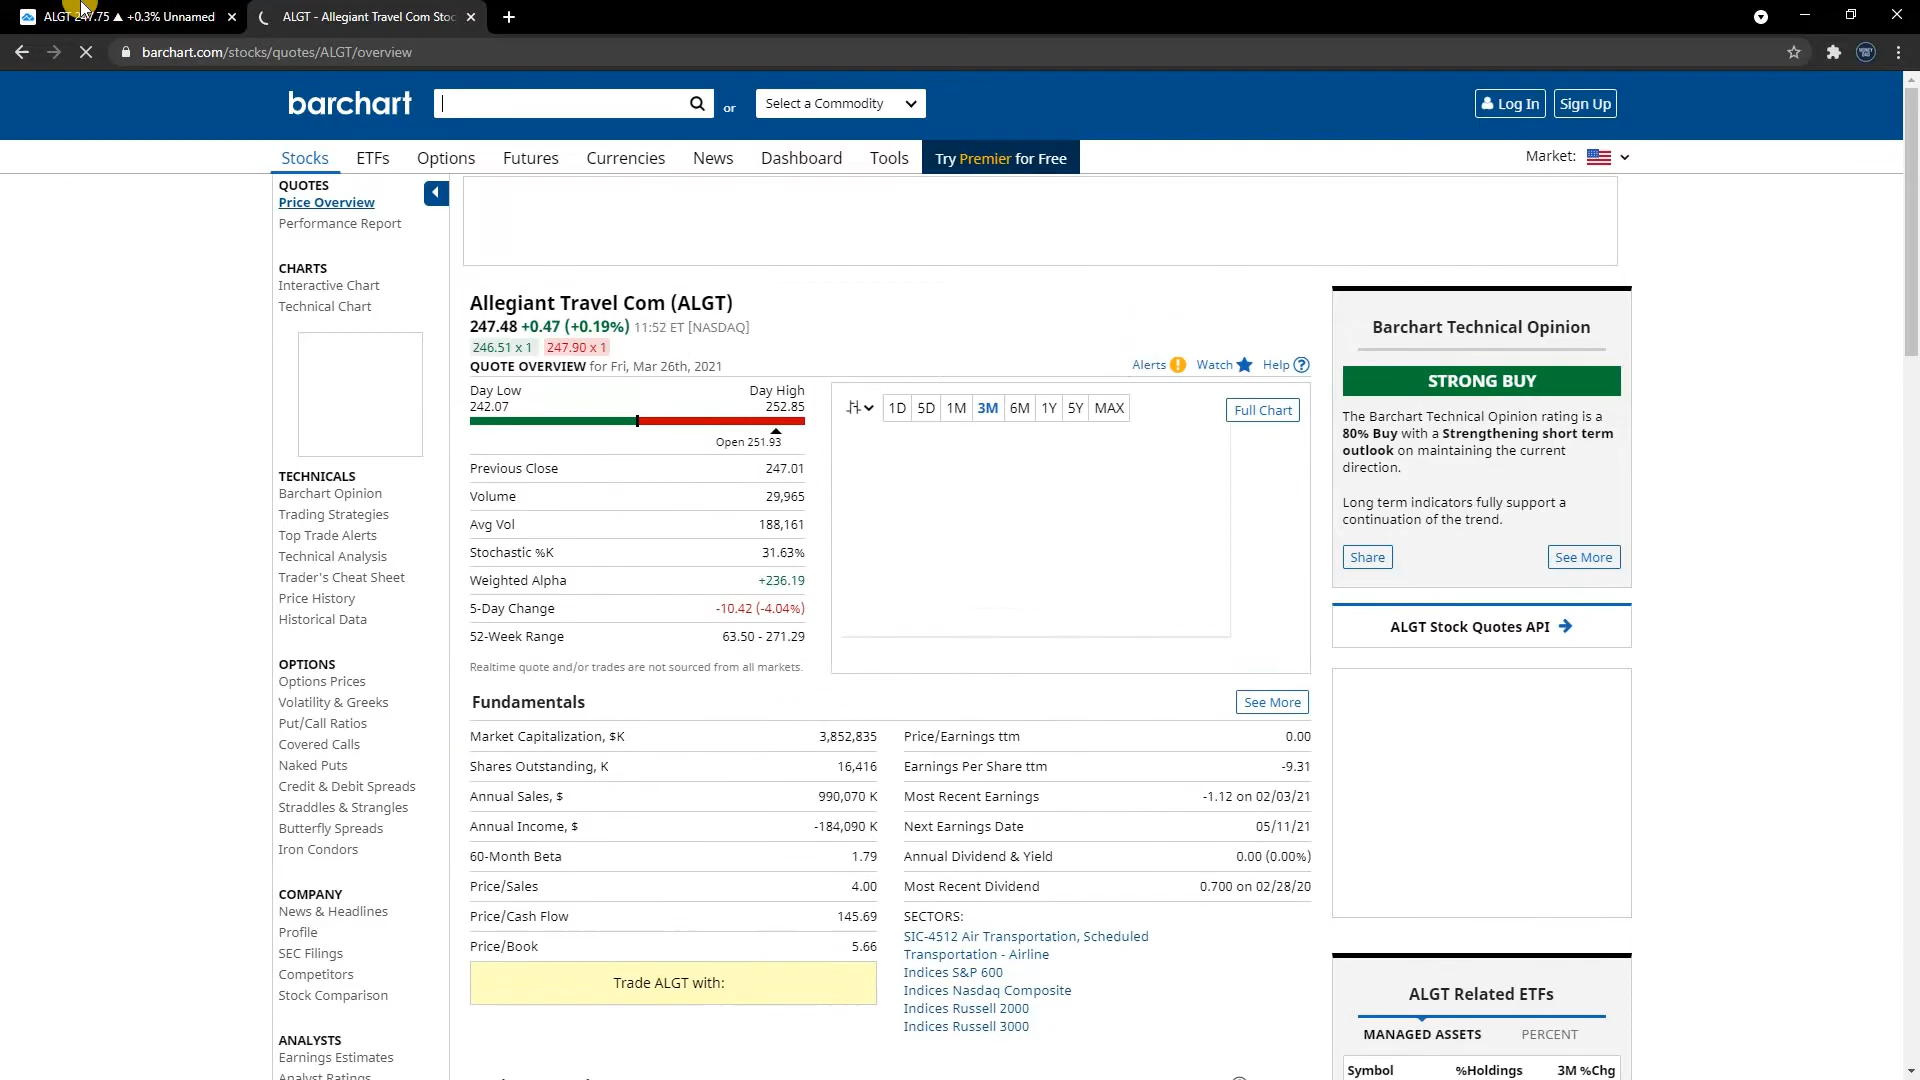 ALGT 247.75 ▲ +0.3% Unnamed
ALGT - Allegiant Travel Com Stoc
barchart.com/stocks/quotes/ALGT/overview
barchart
or
Select a Commodity
Log In
Sign Up
Stocks ETFs Options Futures Currencies News Dashboard Tools Try Premier for Free
Market:
QUOTES
Price Overview
Performance Report
CHARTS
Interactive Chart
Technical Chart
TECHNICALS
Barchart Opinion
Trading Strategies
Top Trade Alerts
Technical Analysis
Trader's Cheat Sheet
Price History
Historical Data
OPTIONS
Options Prices
Volatility & Greeks
Put/Call Ratios
Covered Calls
Naked Puts
Credit & Debit Spreads
Straddles & Strangles
Butterfly Spreads
Iron Condors
COMPANY
News & Headlines
Profile
SEC Filings
Competitors
Stock Comparison
ANALYSTS
Earnings Estimates
Analyst Ratings
Allegiant Travel Com (ALGT)
247.48 +0.47 (+0.19%) 11:52 ET [NASDAQ]
246.51 x 1 247.90 x 1
QUOTE OVERVIEW for Fri, Mar 26th, 2021
Alerts Watch Help
Day Low Day High
242.07 252.85
Open 251.93
Previous Close 247.01
Volume 29,965
Avg Vol 188,161
Stochastic %K 31.63%
Weighted Alpha +236.19
5-Day Change -10.42 (-4.04%)
52-Week Range 63.50 - 271.29
Realtime quote and/or trades are not sourced from all markets.
1D 5D 1M 3M 6M 1Y 5Y MAX
Full Chart
Fundamentals
See More
Market Capitalization, $K 3,852,835
Shares Outstanding, K 16,416
Annual Sales, $ 990,070 K
Annual Income, $ -184,090 K
60-Month Beta 1.79
Price/Sales 4.00
Price/Cash Flow 145.69
Price/Book 5.66
Trade ALGT with:
Price/Earnings ttm 0.00
Earnings Per Share ttm -9.31
Most Recent Earnings -1.12 on 02/03/21
Next Earnings Date 05/11/21
Annual Dividend & Yield 0.00 (0.00%)
Most Recent Dividend 0.700 on 02/28/20
SECTORS:
SIC-4512 Air Transportation, Scheduled
Transportation - Airline
Indices S&P 600
Indices Nasdaq Composite
Indices Russell 2000
Indices Russell 3000
Barchart Technical Opinion
STRONG BUY
The Barchart Technical Opinion rating is a
80% Buy with a Strengthening short term
outlook on maintaining the current
direction.
Long term indicators fully support a
continuation of the trend.
Share
See More
ALGT Stock Quotes API
ALGT Related ETFs
MANAGED ASSETS PERCENT
Symbol %Holdings 3M %Chg